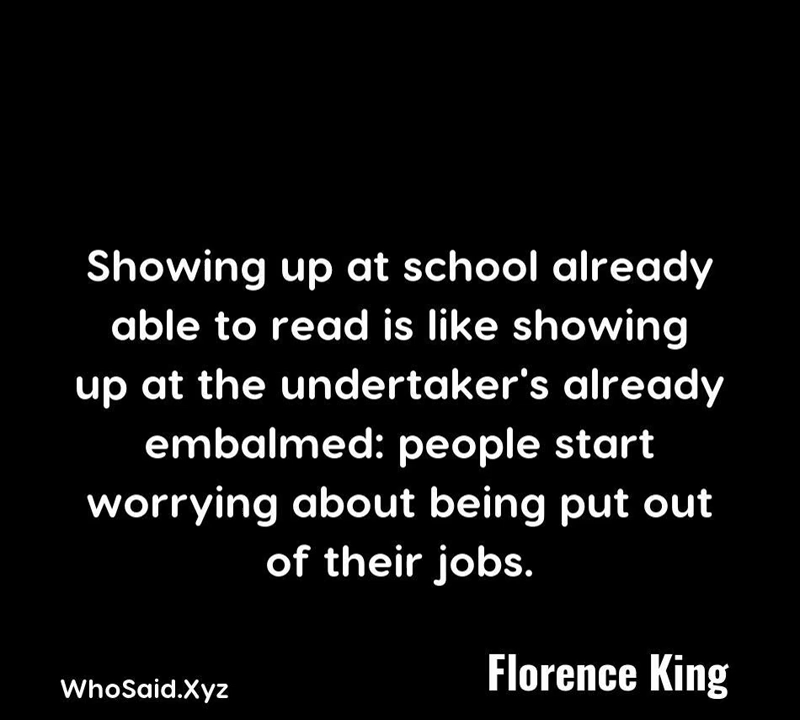 Showing up at school already
able to read is like showing
up at the undertaker's already
embalmed: people start
worrying about being put out
of their jobs.
Florence King
WhoSaid.Xyz